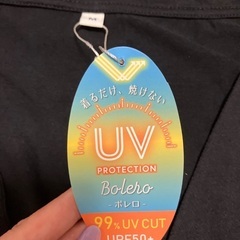 着るだけ、焼けない
UV
PROTECTION
Bolero
-ボレロ-
99% UV CUT
UPF50+